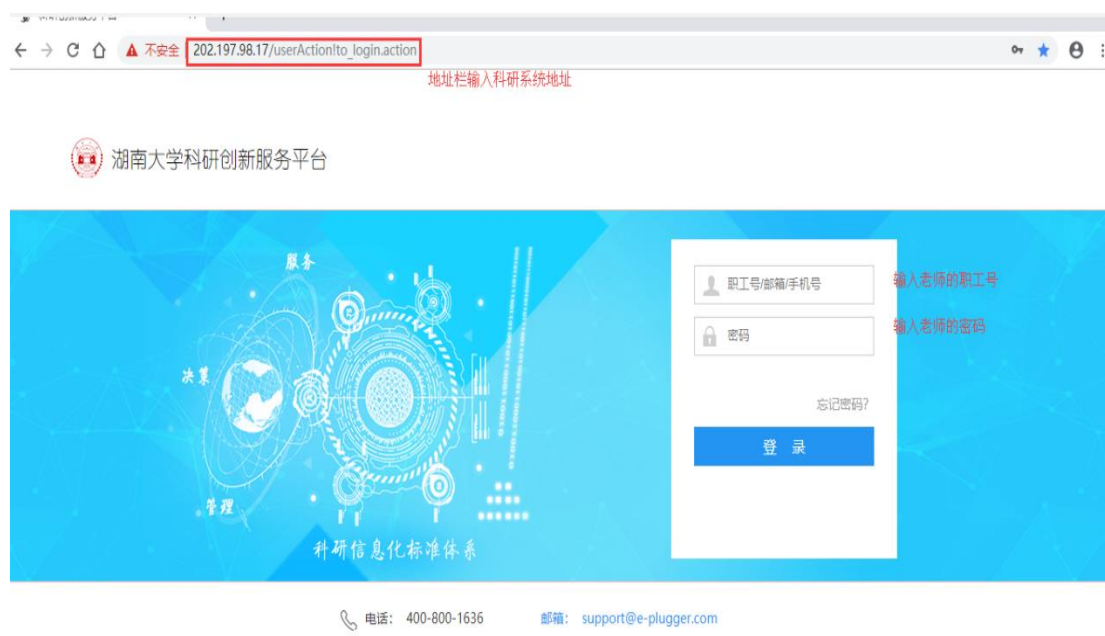 不安全 202.197.98.17/userAction!to_login.action
地址栏输入科研系统地址
湖南大学科研创新服务平台
服务
决策
管理
科研信息化标准体系
职工号/邮箱/手机号 输入老师的职工号
密码 输入老师的密码
忘记密码?
登 录
电话: 400-800-1636 邮箱: support@e-plugger.com